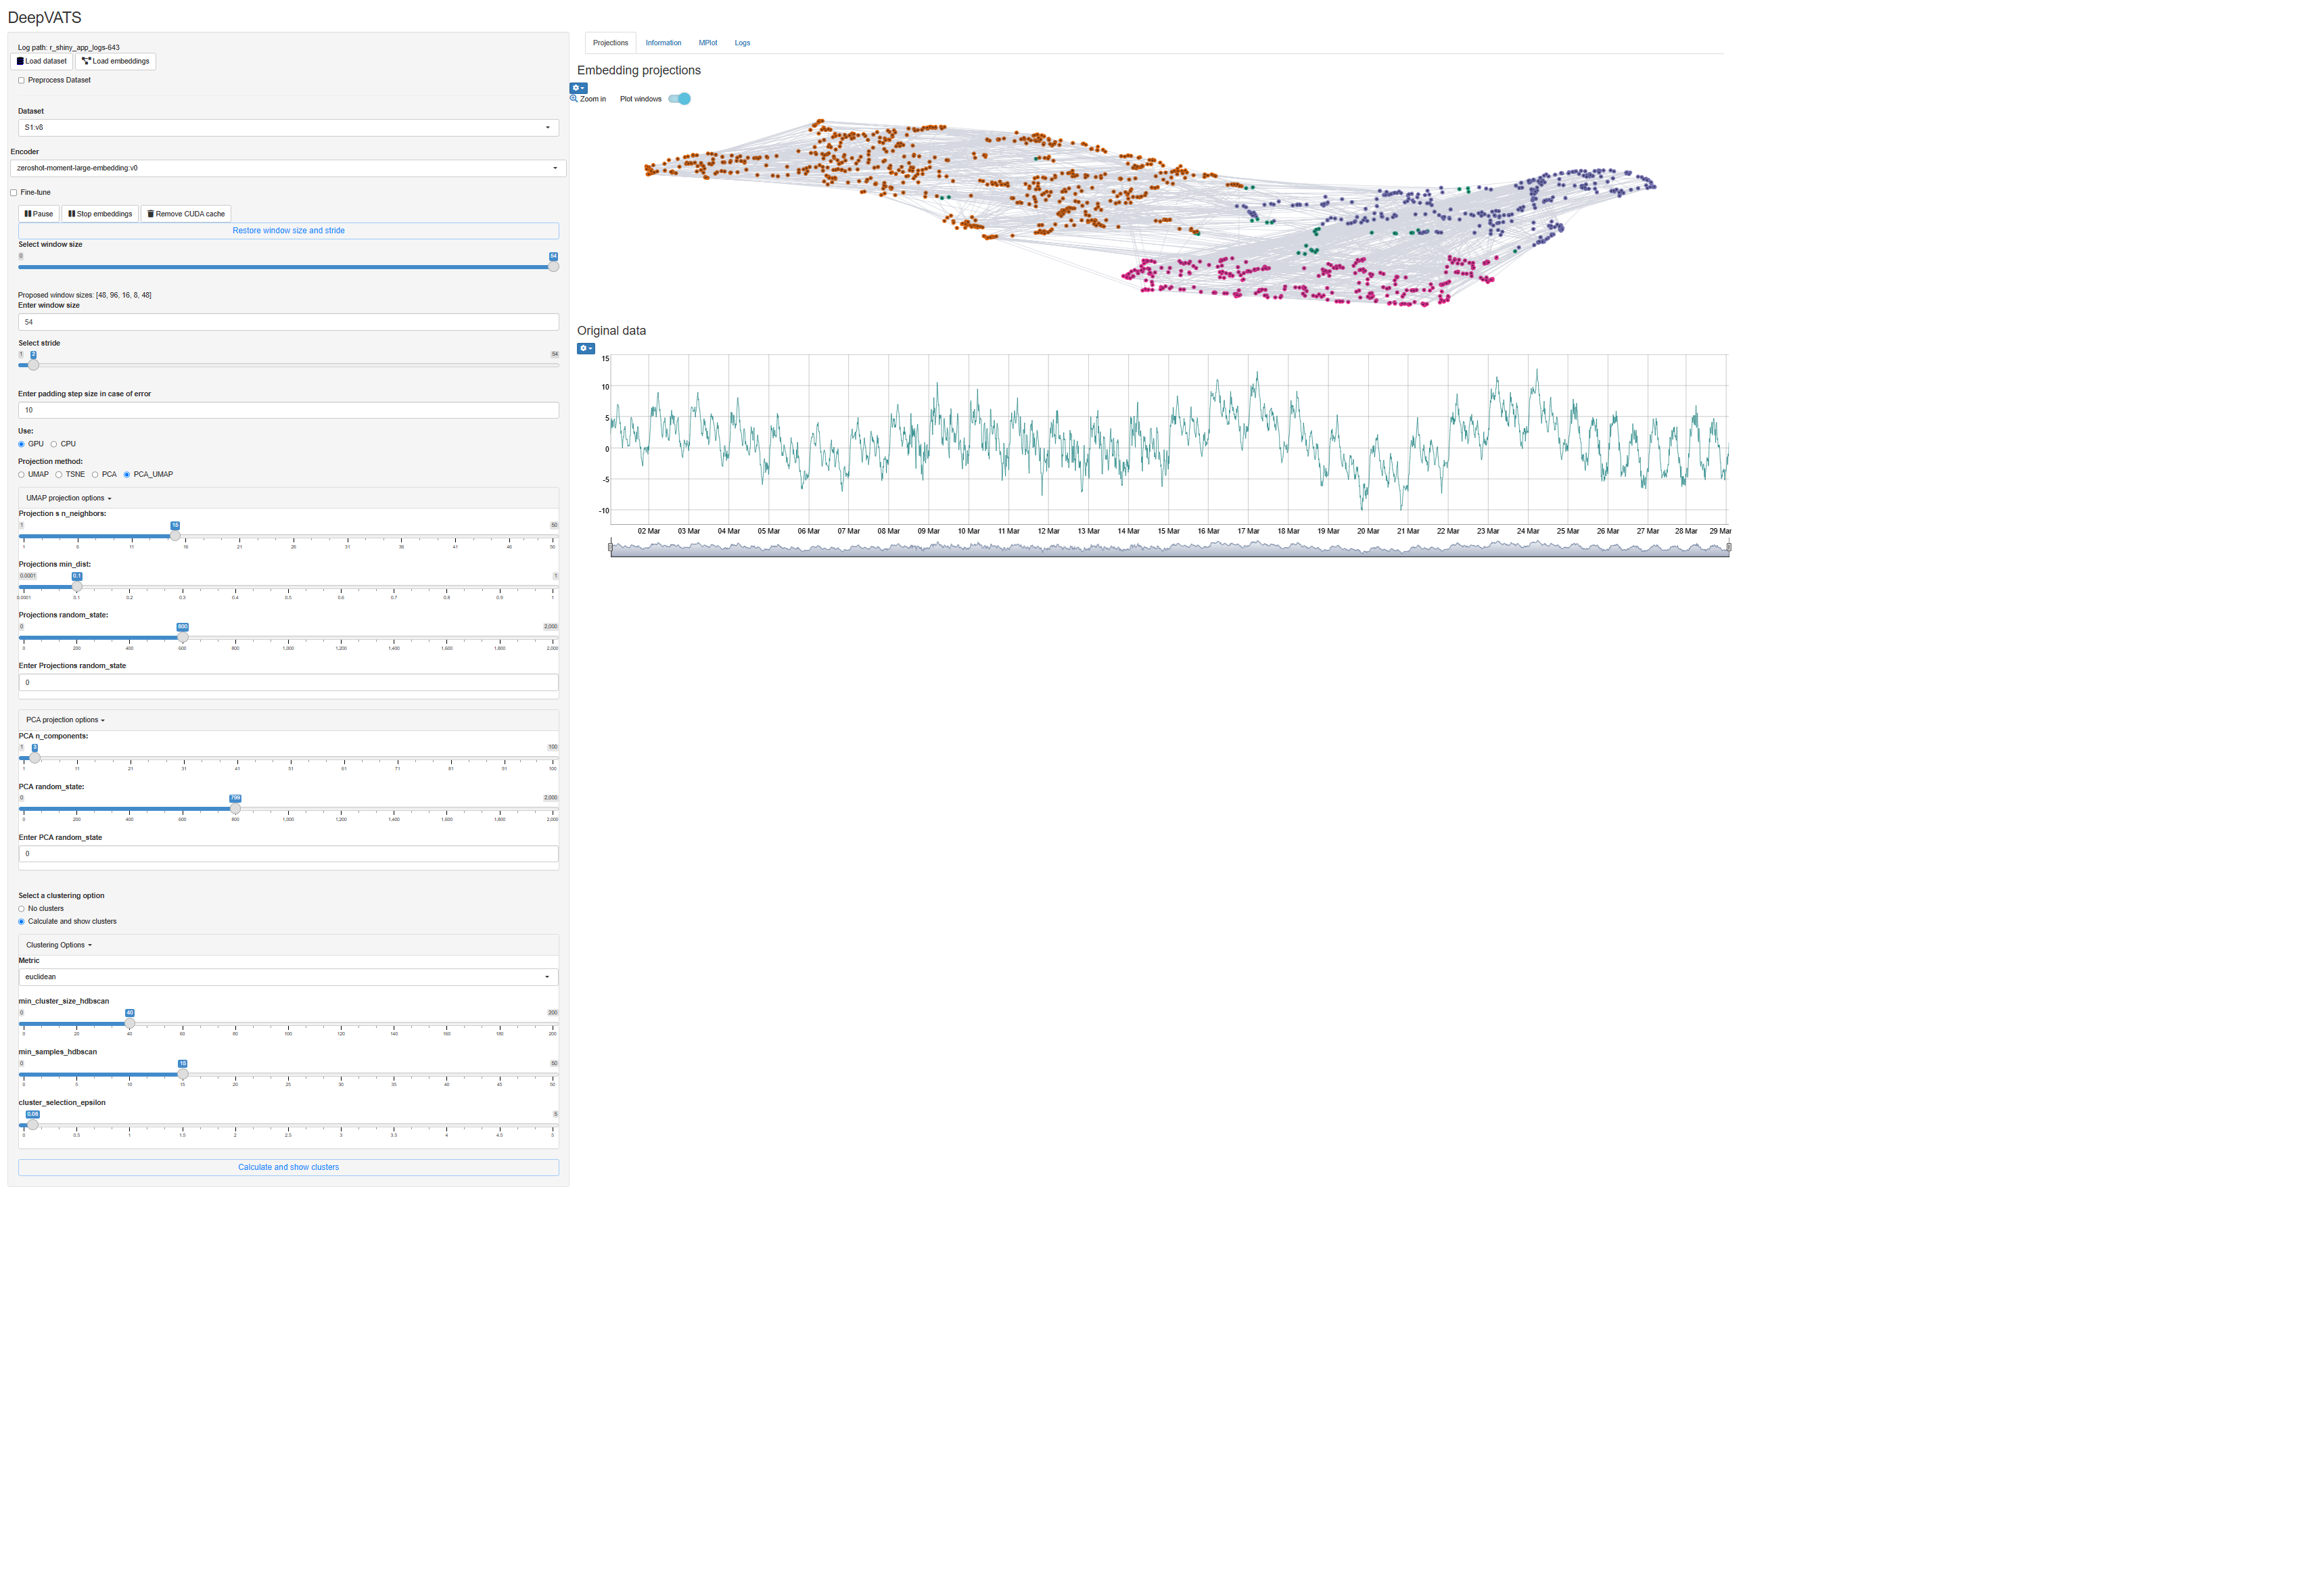 DeepVATS
Log path: r_shiny_app_logs-643
Load dataset Load embeddings
Preprocess Dataset
Dataset
S1:v8
Encoder
zeroshot-moment-large-embedding:v0
Fine-tune
Pause Stop embeddings Remove CUDA cache
Restore window size and stride
Select window size
0 54
Proposed window sizes: [48, 96, 16, 8, 48]
Enter window size
54
Select stride
1 2 54
Enter padding step size in case of error
10
Use:
GPU CPU
Projection method:
UMAP TSNE PCA PCA_UMAP
UMAP projection options
Projection s n_neighbors:
1 15 50
1 6 11 16 21 26 31 36 41 46 50
Projections min_dist:
0.0001 0.1 1
0.0001 0.1 0.2 0.3 0.4 0.5 0.6 0.7 0.8 0.9 1
Projections random_state:
0 600 2,000
0 200 400 600 800 1,000 1,200 1,400 1,600 1,800 2,000
Enter Projections random_state
0
PCA projection options
PCA n_components:
1 3 100
1 11 21 31 41 51 61 71 81 91 100
PCA random_state:
0 799 2,000
0 200 400 600 800 1,000 1,200 1,400 1,600 1,800 2,000
Enter PCA random_state
0
Select a clustering option
No clusters
Calculate and show clusters
Clustering Options
Metric
euclidean
min_cluster_size_hdbscan
0 40 200
0 20 40 60 80 100 120 140 160 180 200
min_samples_hdbscan
0 15 50
0 5 10 15 20 25 30 35 40 45 50
cluster_selection_epsilon
0.08 5
0 0.5 1 1.5 2 2.5 3 3.5 4 4.5 5
Calculate and show clusters
Projections Information MPlot Logs
Embedding projections
Zoom in Plot windows
Original data
15
10
5
0
-5
-10
02 Mar 03 Mar 04 Mar 05 Mar 06 Mar 07 Mar 08 Mar 09 Mar 10 Mar 11 Mar 12 Mar 13 Mar 14 Mar 15 Mar 16 Mar 17 Mar 18 Mar 19 Mar 20 Mar 21 Mar 22 Mar 23 Mar 24 Mar 25 Mar 26 Mar 27 Mar 28 Mar 29 Mar